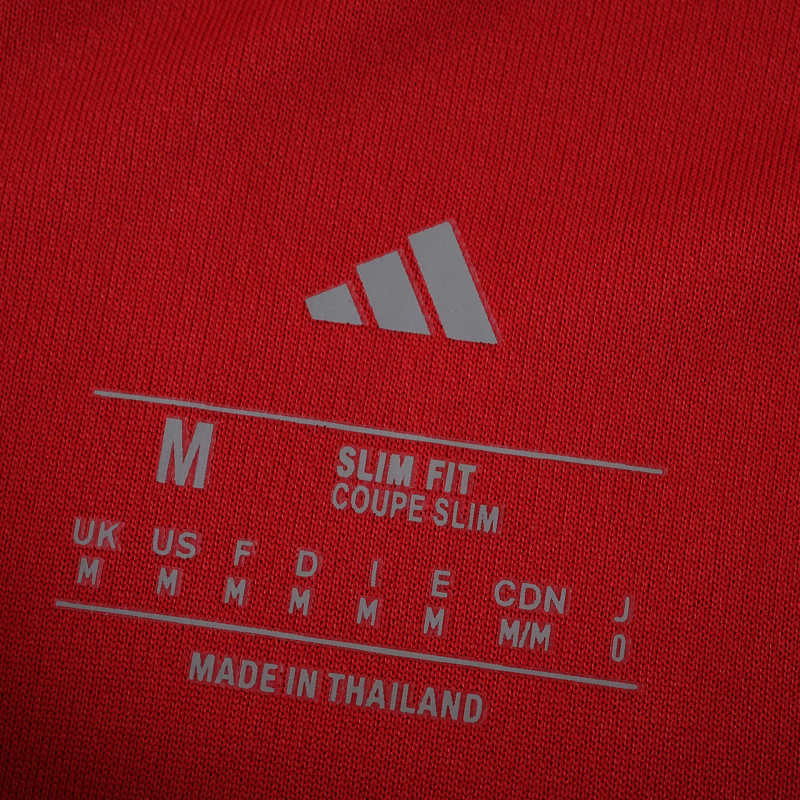 M
SLIM FIT
COUPE SLIM
UK US F D I E CDN J
M M M M M M M/M O
MADE IN THAILAND